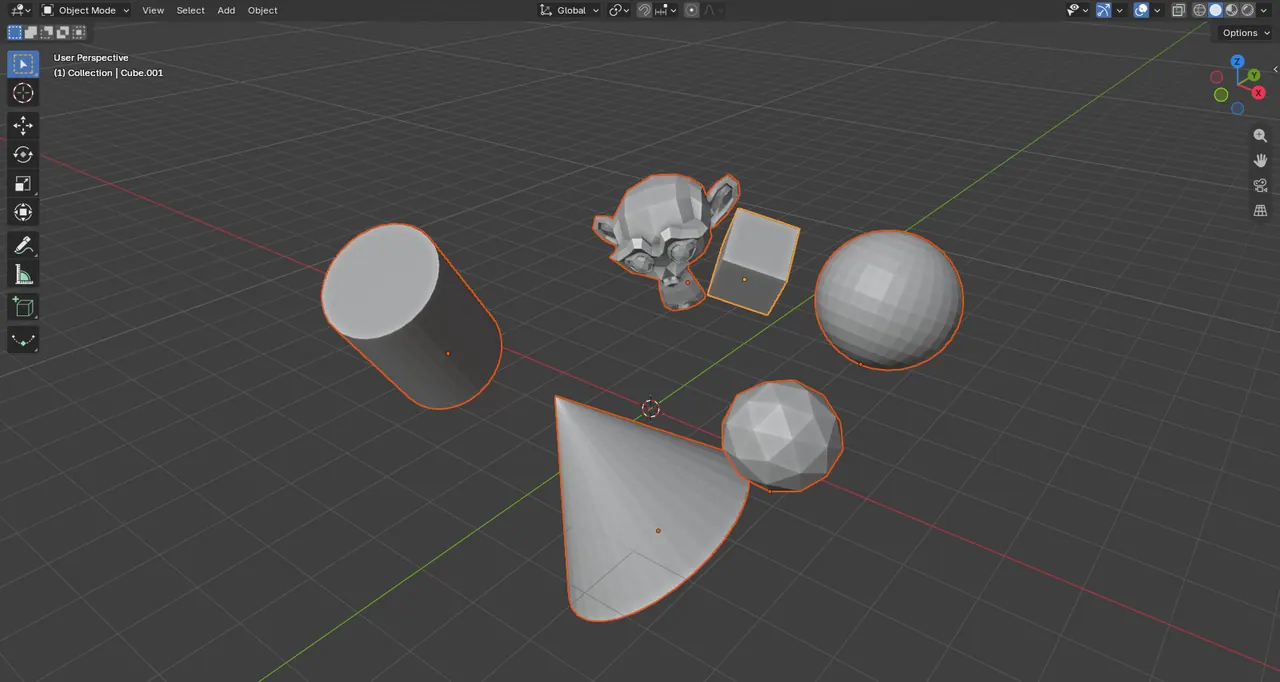 Object Mode View Select Add Object Global
Options
User Perspective
(1) Collection | Cube.001
Z
Y
X